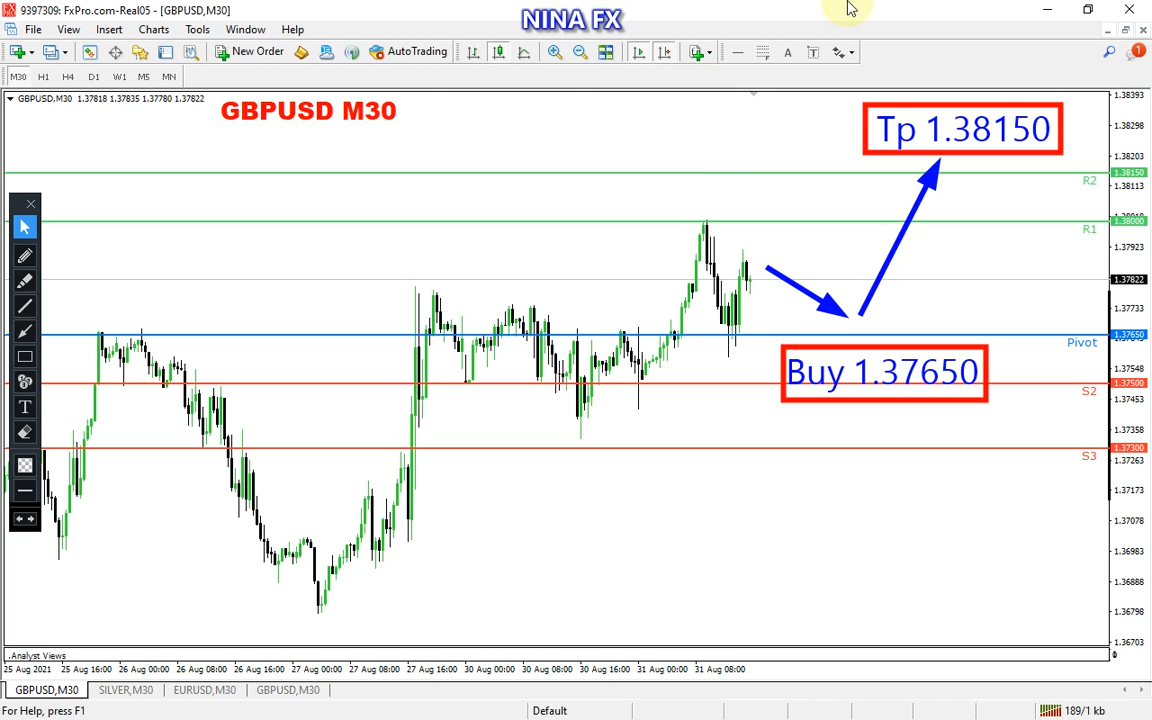 9397309: FxPro.com-Real05 - [GBPUSD,M30]
NINA FX
File View Insert Charts Tools Window Help
New Order AutoTrading
M30 H1 H4 D1 W1 M5 MN
GBPUSD,M30 1.37818 1.37835 1.37780 1.37822
GBPUSD M30
1.38393
Tp 1.38150
1.38298
1.38203
1.38150
R2
1.38113
1.38000
R1
1.37923
1.37822
1.37733
1.37650
Pivot
1.37548
Buy 1.37650
1.37500
S2
1.37453
1.37358
1.37300
S3
1.37263
1.37173
1.37078
1.36983
1.36888
1.36798
1.36703
Analyst Views
25 Aug 2021 25 Aug 16:00 26 Aug 00:00 26 Aug 08:00 26 Aug 16:00 27 Aug 00:00 27 Aug 08:00 27 Aug 16:00 30 Aug 00:00 30 Aug 08:00 30 Aug 16:00 31 Aug 00:00 31 Aug 08:00
GBPUSD,M30 SILVER,M30 EURUSD,M30 GBPUSD,M30
For Help, press F1 Default 189/1 kb